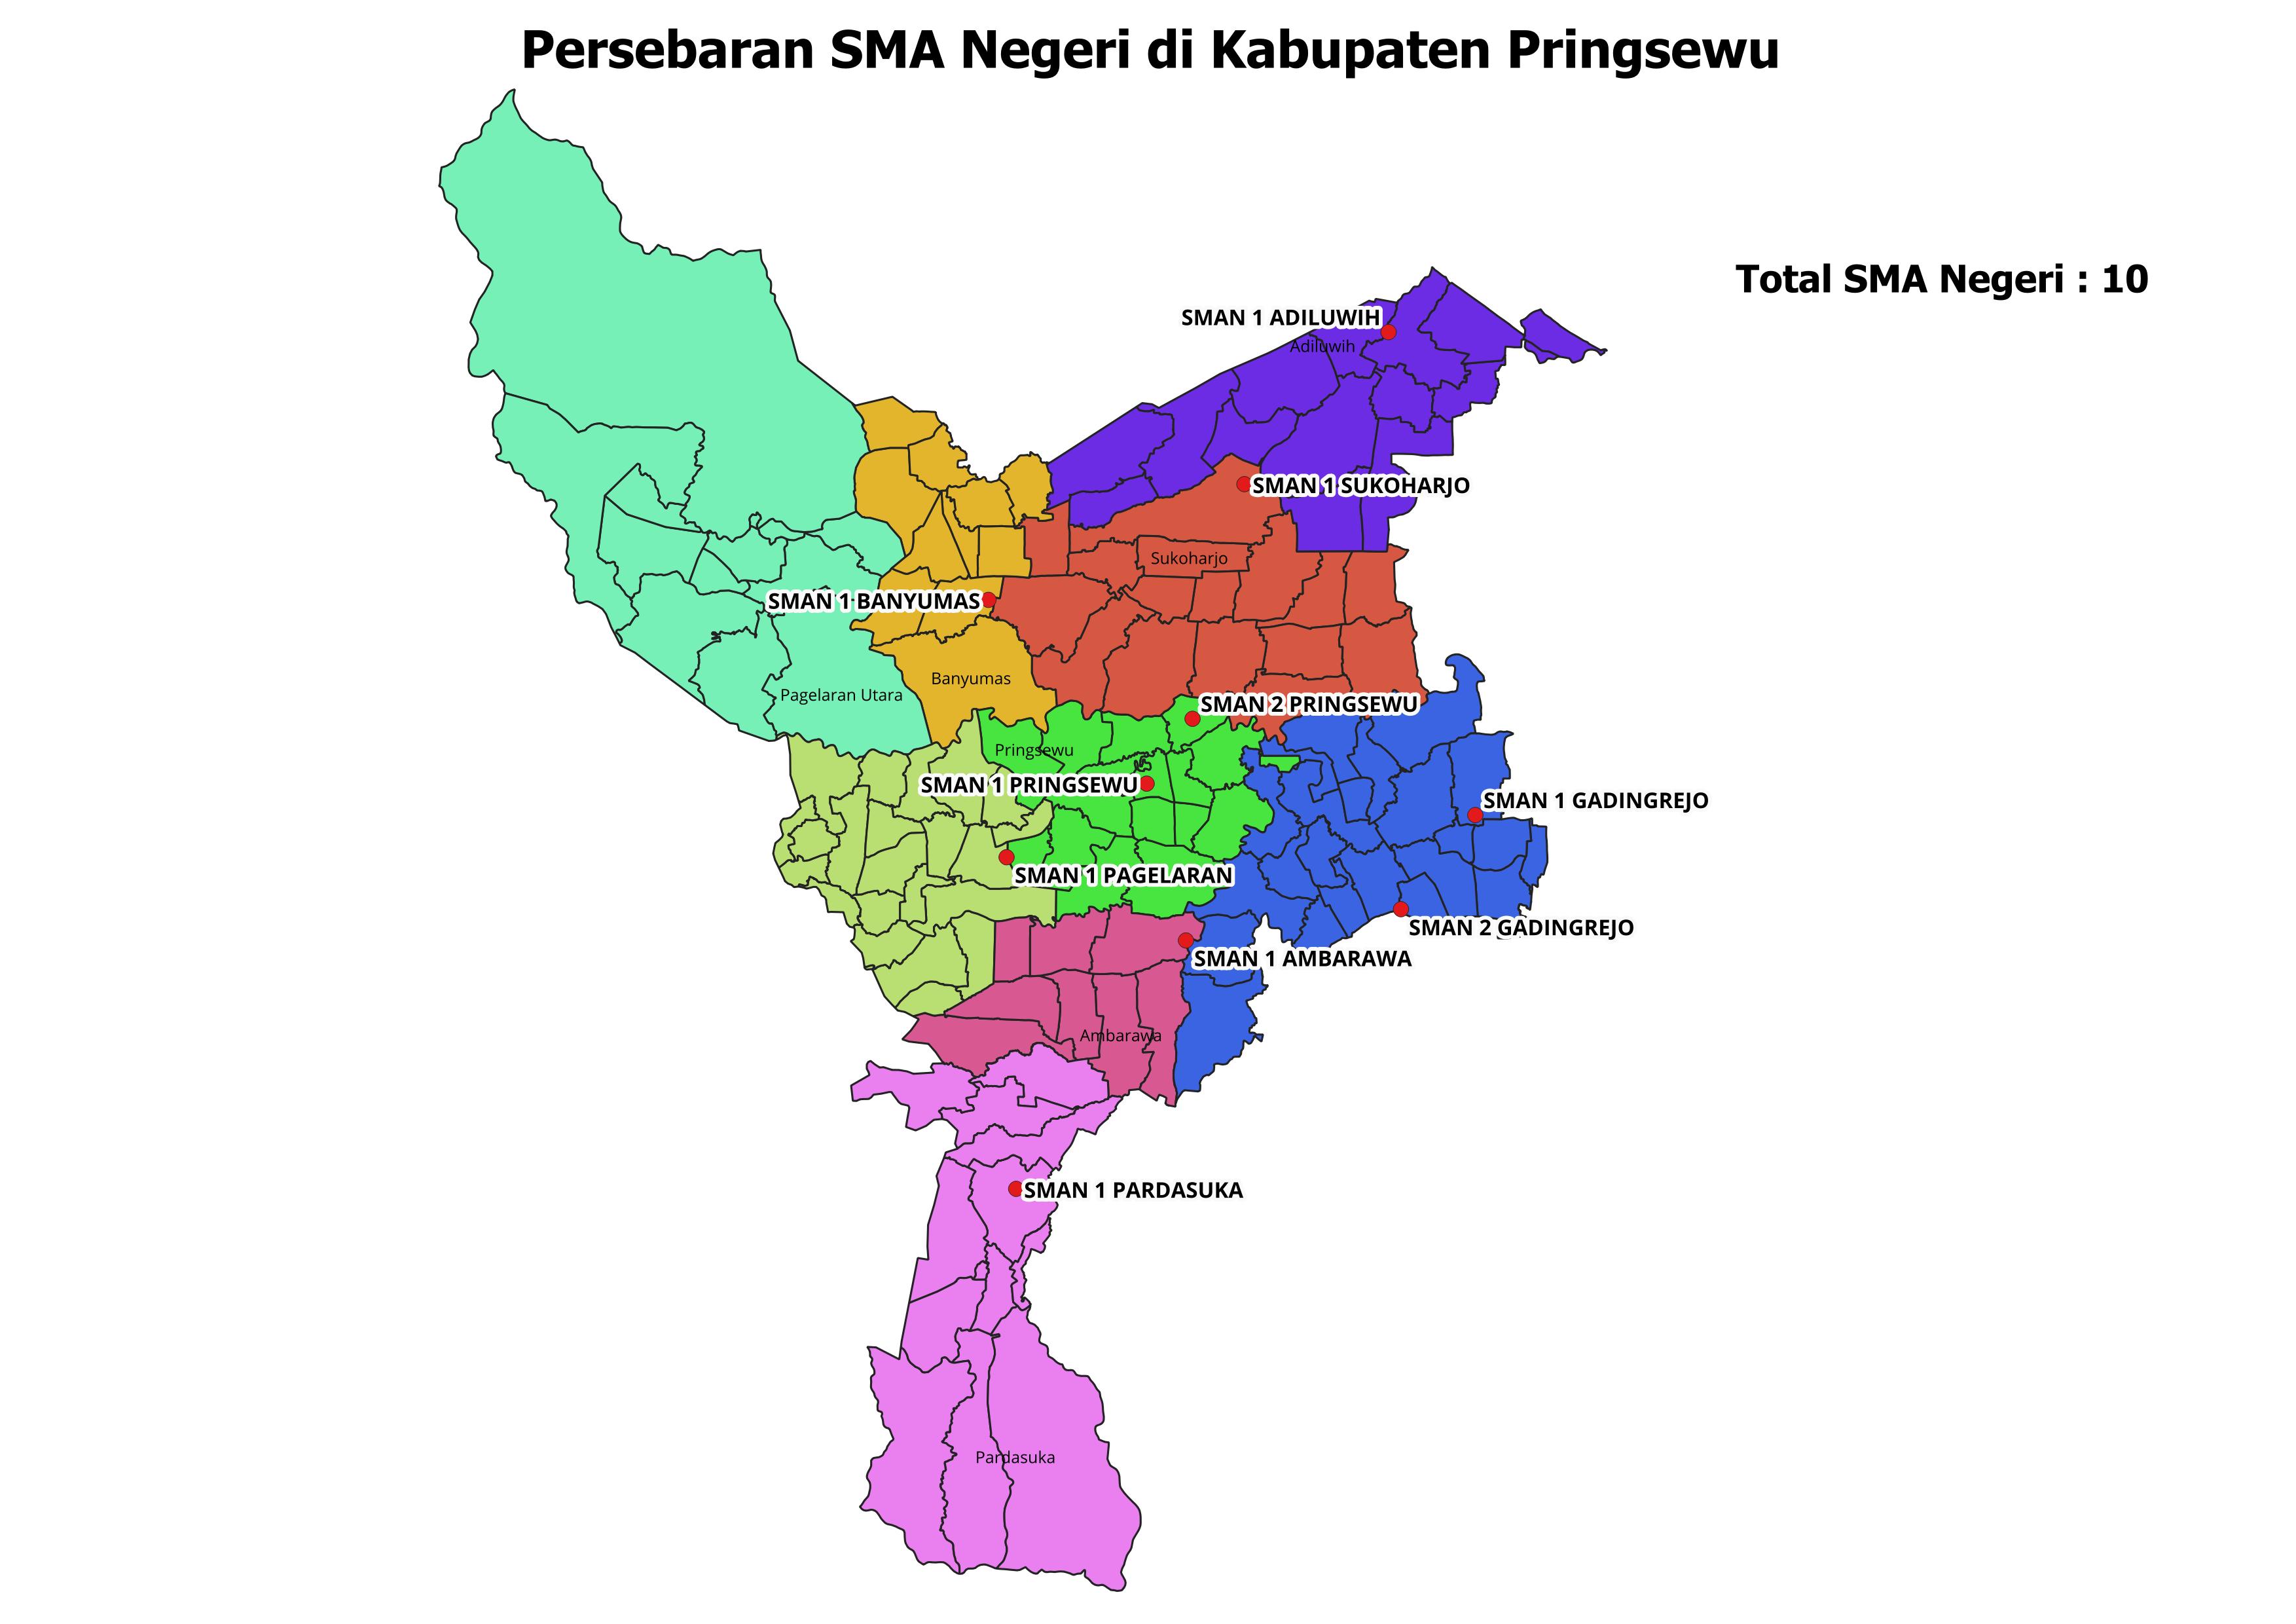 Persebaran SMA Negeri di Kabupaten Pringsewu
Total SMA Negeri : 10
SMAN 1 ADILUWIH
Adiluwih
SMAN 1 SUKOHARJO
Sukoharjo
SMAN 1 BANYUMAS
Banyumas
Pagelaran Utara
SMAN 2 PRINGSEWU
Pringsewu
SMAN 1 PRINGSEWU
SMAN 1 GADINGREJO
SMAN 1 PAGELARAN
SMAN 2 GADINGREJO
SMAN 1 AMBARAWA
Ambarawa
SMAN 1 PARDASUKA
Pardasuka